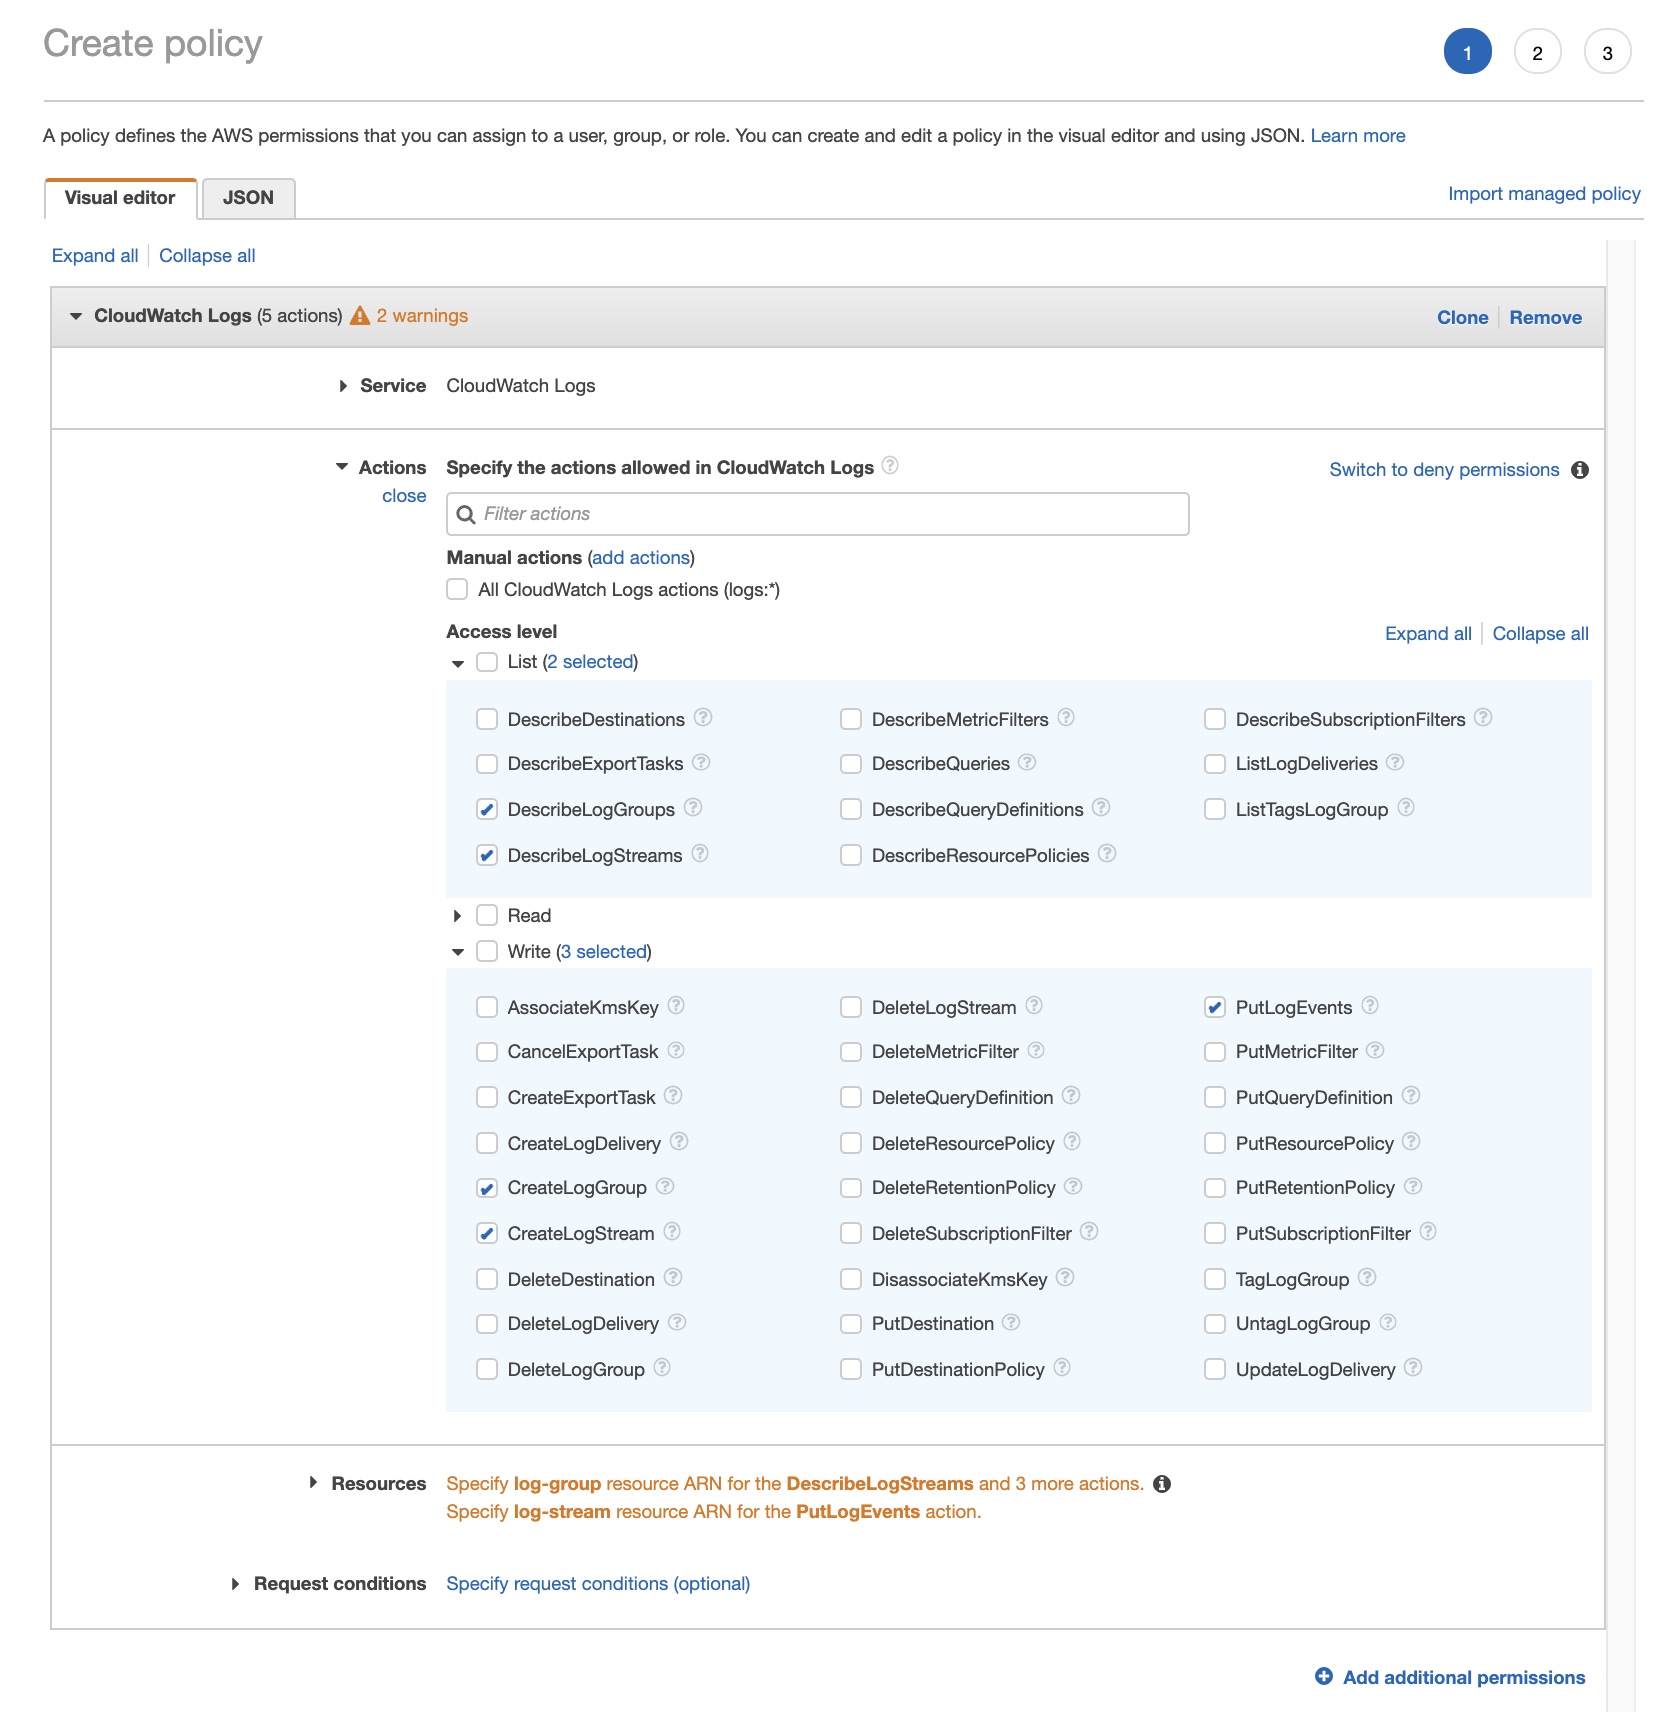 Create policy
1 2 3
A policy defines the AWS permissions that you can assign to a user, group, or role. You can create and edit a policy in the visual editor and using JSON. Learn more
Visual editor JSON Import managed policy
Expand all Collapse all
CloudWatch Logs (5 actions) 2 warnings Clone Remove
Service CloudWatch Logs
Actions Specify the actions allowed in CloudWatch Logs ? Switch to deny permissions i
close
Filter actions
Manual actions (add actions)
All CloudWatch Logs actions (logs:*)
Access level Expand all Collapse all
List (2 selected)
DescribeDestinations ? DescribeMetricFilters ? DescribeSubscriptionFilters ?
DescribeExportTasks ? DescribeQueries ? ListLogDeliveries ?
DescribeLogGroups ? DescribeQueryDefinitions ? ListTagsLogGroup ?
DescribeLogStreams ? DescribeResourcePolicies ?
Read
Write (3 selected)
AssociateKmsKey ? DeleteLogStream ? PutLogEvents ?
CancelExportTask ? DeleteMetricFilter ? PutMetricFilter ?
CreateExportTask ? DeleteQueryDefinition ? PutQueryDefinition ?
CreateLogDelivery ? DeleteResourcePolicy ? PutResourcePolicy ?
CreateLogGroup ? DeleteRetentionPolicy ? PutRetentionPolicy ?
CreateLogStream ? DeleteSubscriptionFilter ? PutSubscriptionFilter ?
DeleteDestination ? DisassociateKmsKey ? TagLogGroup ?
DeleteLogDelivery ? PutDestination ? UntagLogGroup ?
DeleteLogGroup ? PutDestinationPolicy ? UpdateLogDelivery ?
Resources Specify log-group resource ARN for the DescribeLogStreams and 3 more actions. i
Specify log-stream resource ARN for the PutLogEvents action.
Request conditions Specify request conditions (optional)
Add additional permissions